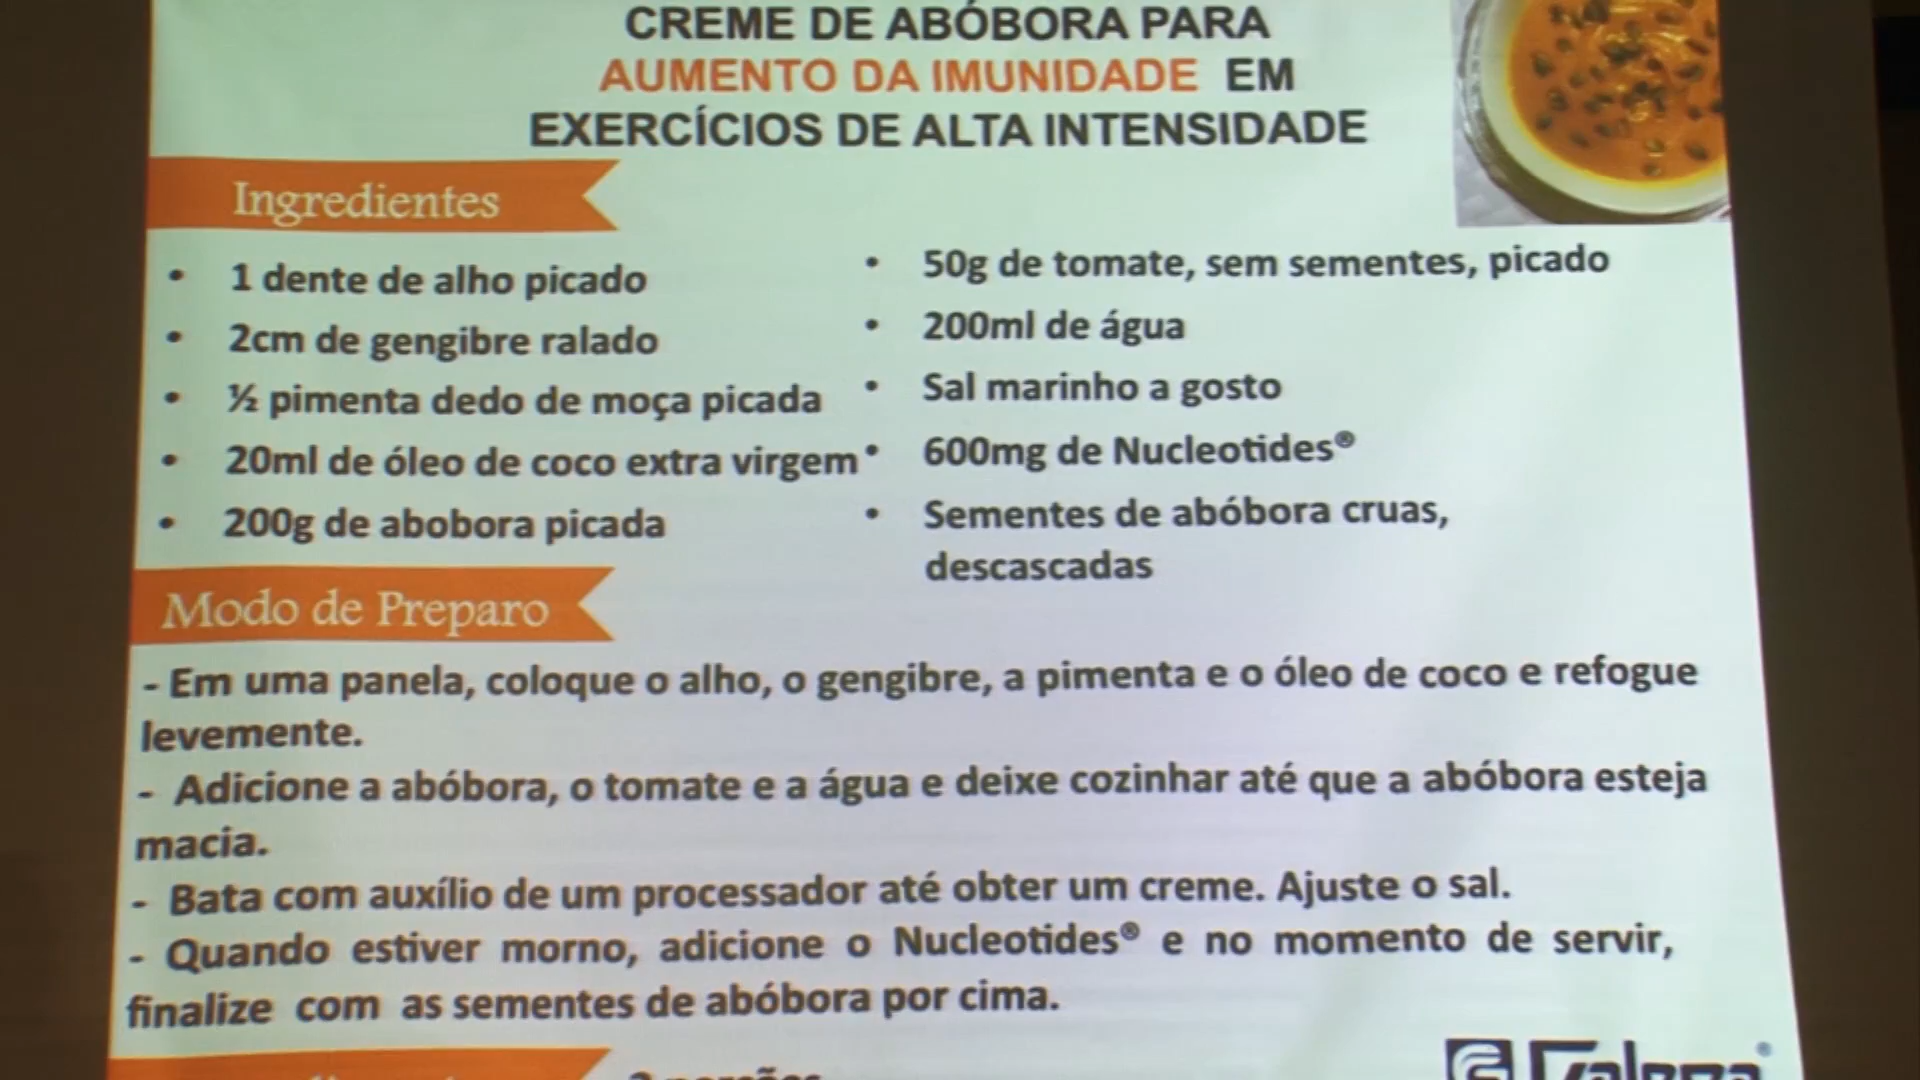 CREME DE ABÓBORA PARA
AUMENTO DA IMUNIDADE EM
EXERCÍCIOS DE ALTA INTENSIDADE
Ingredientes
• 1 dente de alho picado
• 2cm de gengibre ralado
• ½ pimenta dedo de moça picada
• 20ml de óleo de coco extra virgem
• 200g de abobora picada
• 50g de tomate, sem sementes, picado
• 200ml de água
• Sal marinho a gosto
• 600mg de Nucleotides®
• Sementes de abóbora cruas,
descascadas
Modo de Preparo
- Em uma panela, coloque o alho, o gengibre, a pimenta e o óleo de coco e refogue
levemente.
- Adicione a abóbora, o tomate e a água e deixe cozinhar até que a abóbora esteja
macia.
- Bata com auxílio de um processador até obter um creme. Ajuste o sal.
- Quando estiver morno, adicione o Nucleotides® e no momento de servir,
finalize com as sementes de abóbora por cima.